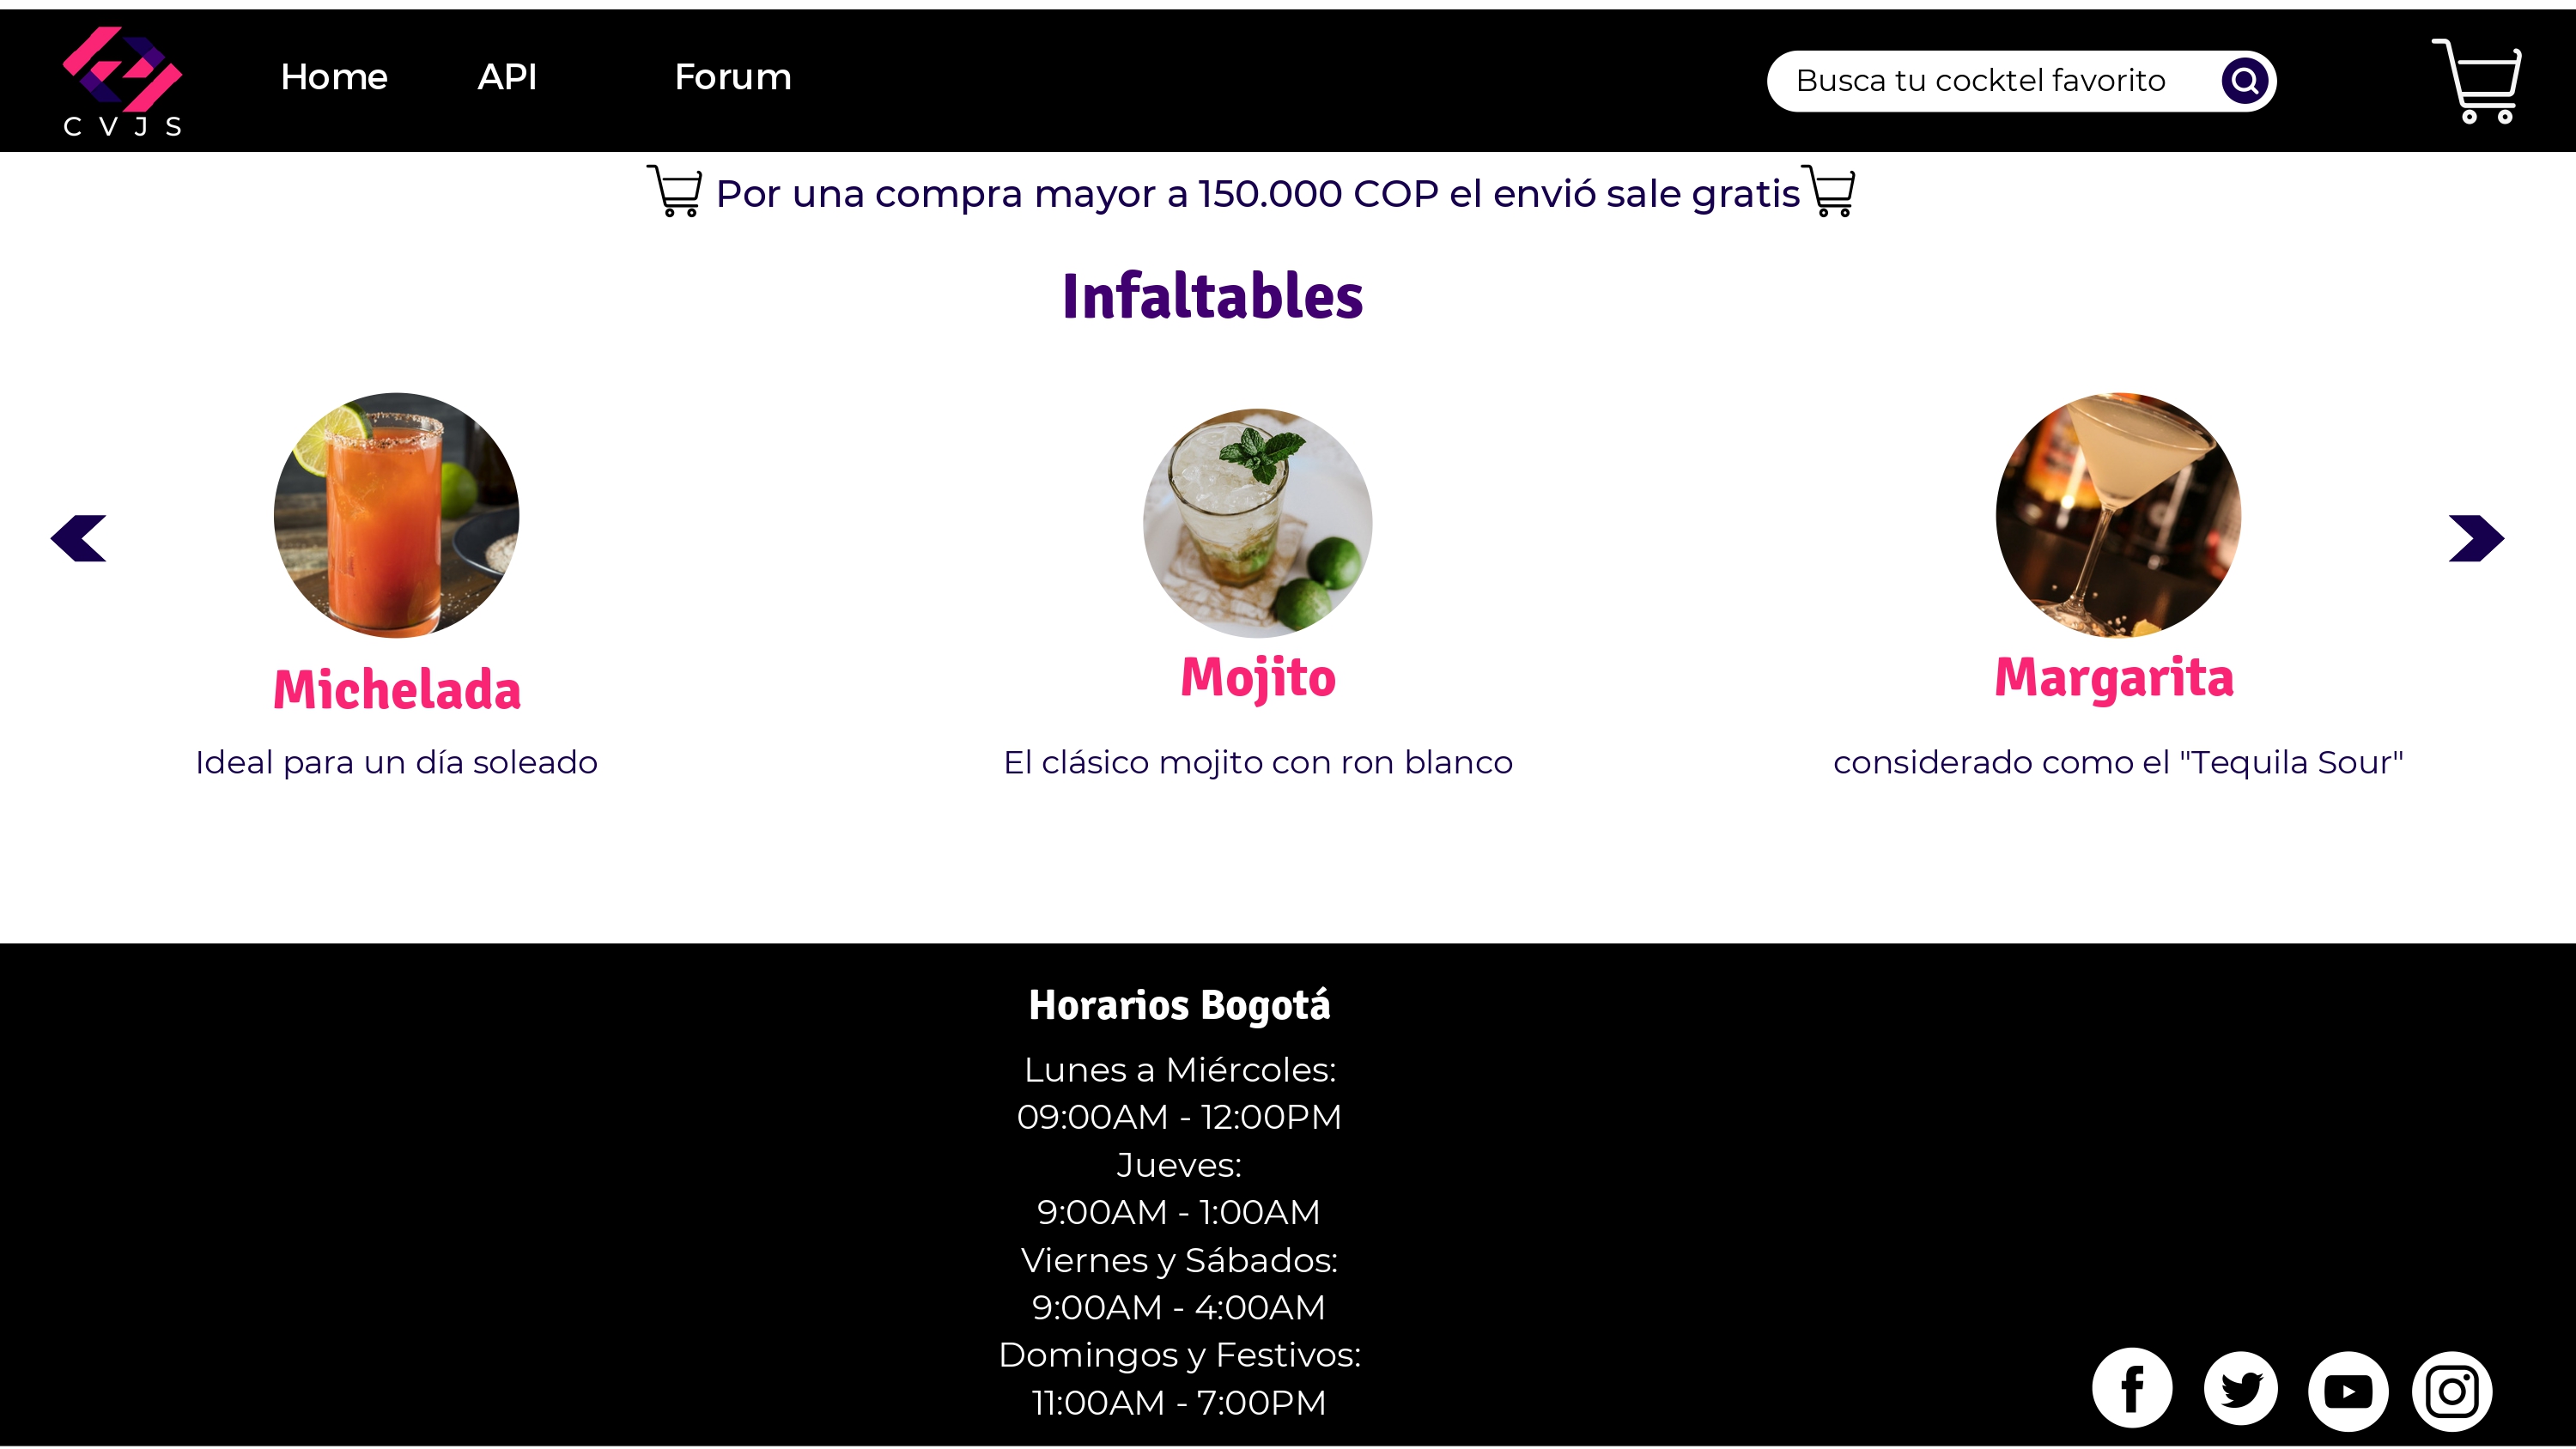 Home API Forum
Busca tu cocktel favorito
C V J S
Por una compra mayor a 150.000 COP el envió sale gratis
Infaltables
Michelada
Mojito
Margarita
Ideal para un día soleado
El clásico mojito con ron blanco
considerado como el "Tequila Sour"
Horarios Bogotá
Lunes a Miércoles:
09:00AM - 12:00PM
Jueves:
9:00AM - 1:00AM
Viernes y Sábados:
9:00AM - 4:00AM
Domingos y Festivos:
11:00AM - 7:00PM